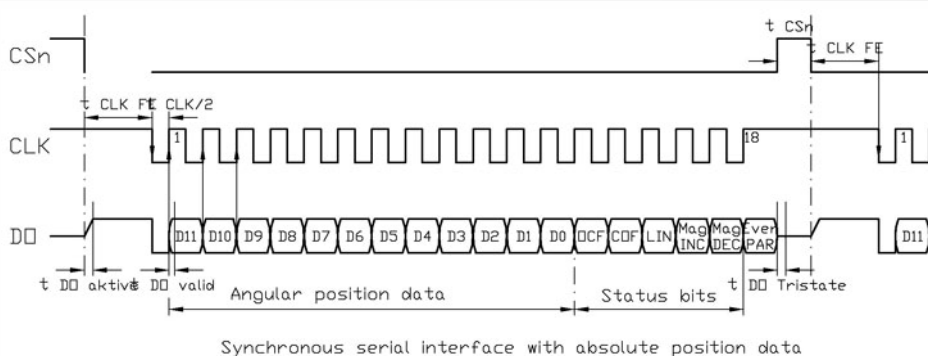 t CSn
CSn
t CLK FE
t CLK FE t CLK/2
CLK
1
18
1
DO
D11 D10 D9 D8 D7 D6 D5 D4 D3 D2 D1 D0 OCF COF LIN Mag INC Mag DEC Ever PAR
D11
t DO aktive t DO valid
t DO Tristate
Angular position data
Status bits
Synchronous serial interface with absolute position data